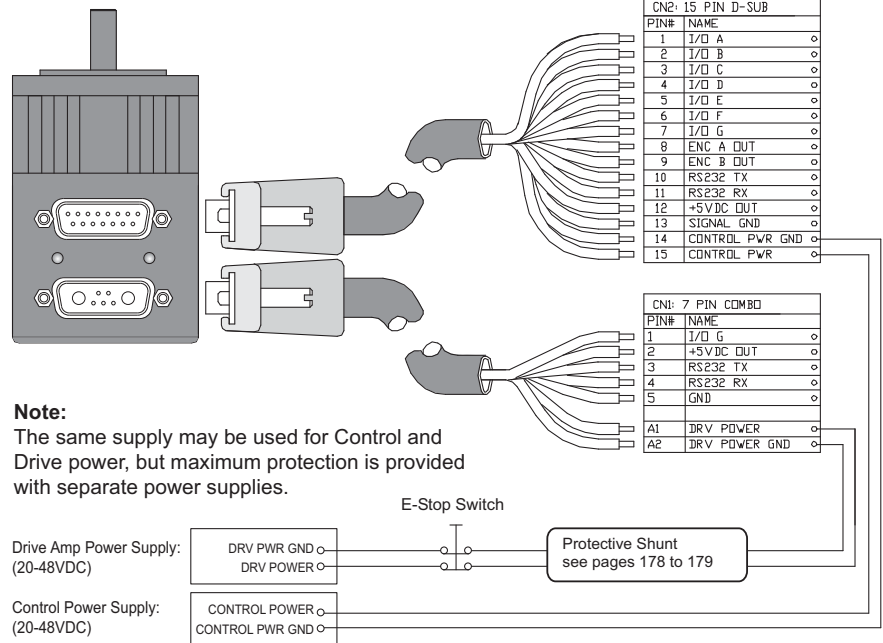 CN2: 15 PIN D-SUB
PIN# NAME
1 I/O A
2 I/O B
3 I/O C
4 I/O D
5 I/O E
6 I/O F
7 I/O G
8 ENC A OUT
9 ENC B OUT
10 RS232 TX
11 RS232 RX
12 +5VDC OUT
13 SIGNAL GND
14 CONTROL PWR GND
15 CONTROL PWR
CN1: 7 PIN COMBO
PIN# NAME
1 I/O G
2 +5VDC OUT
3 RS232 TX
4 RS232 RX
5 GND
A1 DRV POWER
A2 DRV POWER GND
Note:
The same supply may be used for Control and
Drive power, but maximum protection is provided
with separate power supplies.
E-Stop Switch
Drive Amp Power Supply:
(20-48VDC)
DRV PWR GND
DRV POWER
Protective Shunt
see pages 178 to 179
Control Power Supply:
(20-48VDC)
CONTROL POWER
CONTROL PWR GND